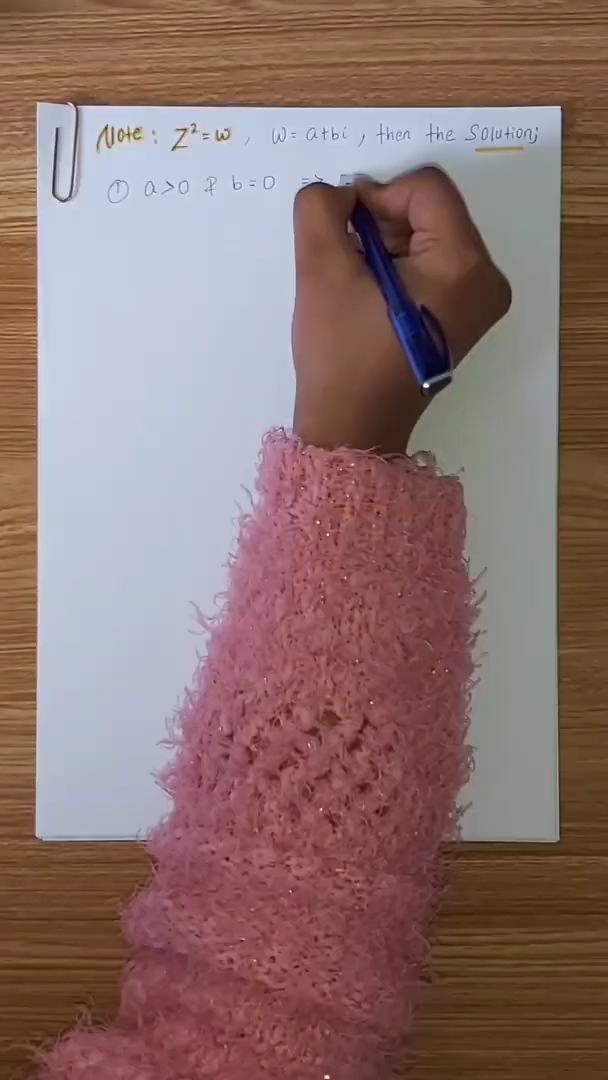 Note: Z²=w, w= a+bi, then the Solution;
① a>0 & b=0 =>